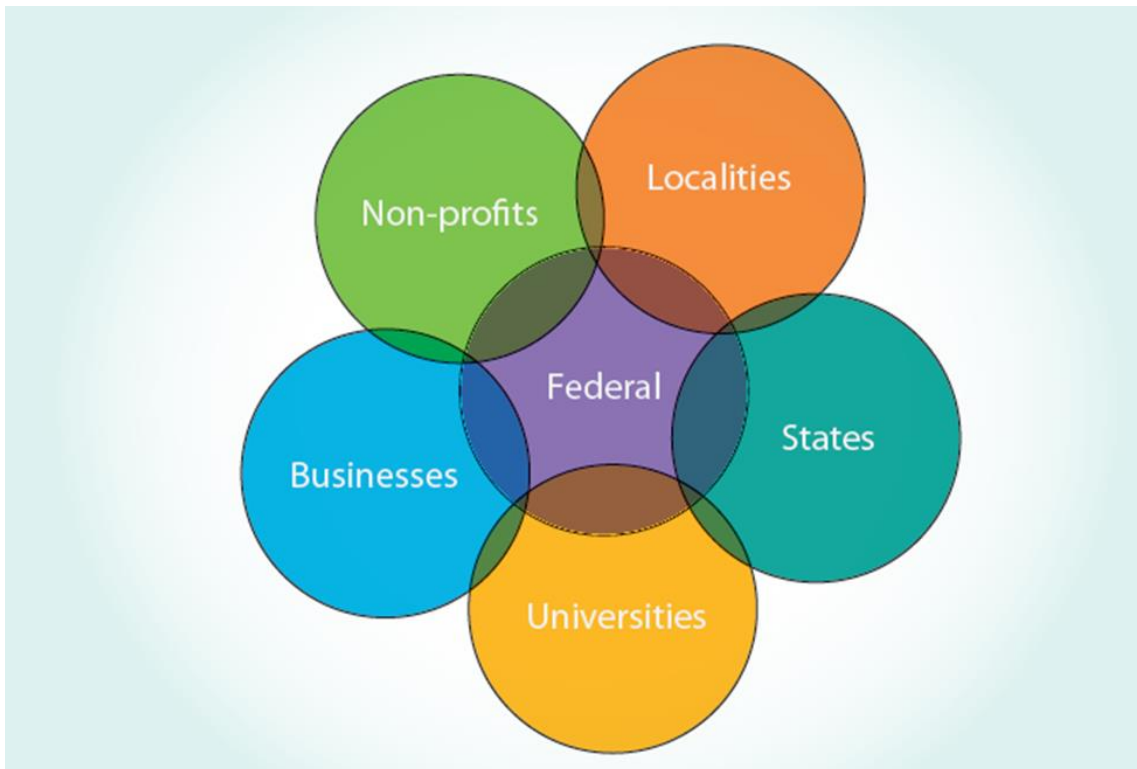 Localities
Non-profits
Federal
States
Businesses
Universities